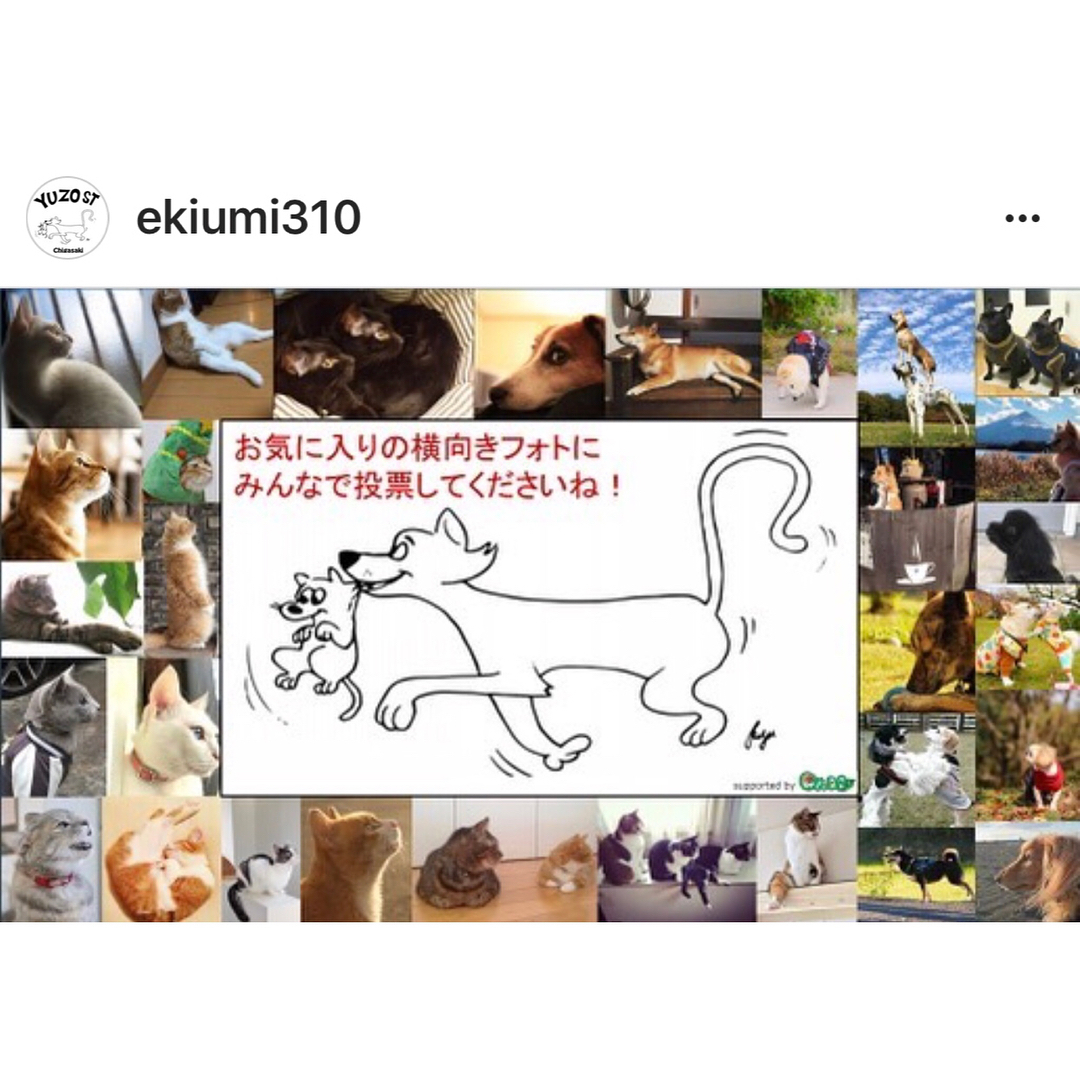 YUZO ST
Chigasaki
ekiumi310
お気に入りの横向きフォトに
みんなで投票してくださいね！
supported by